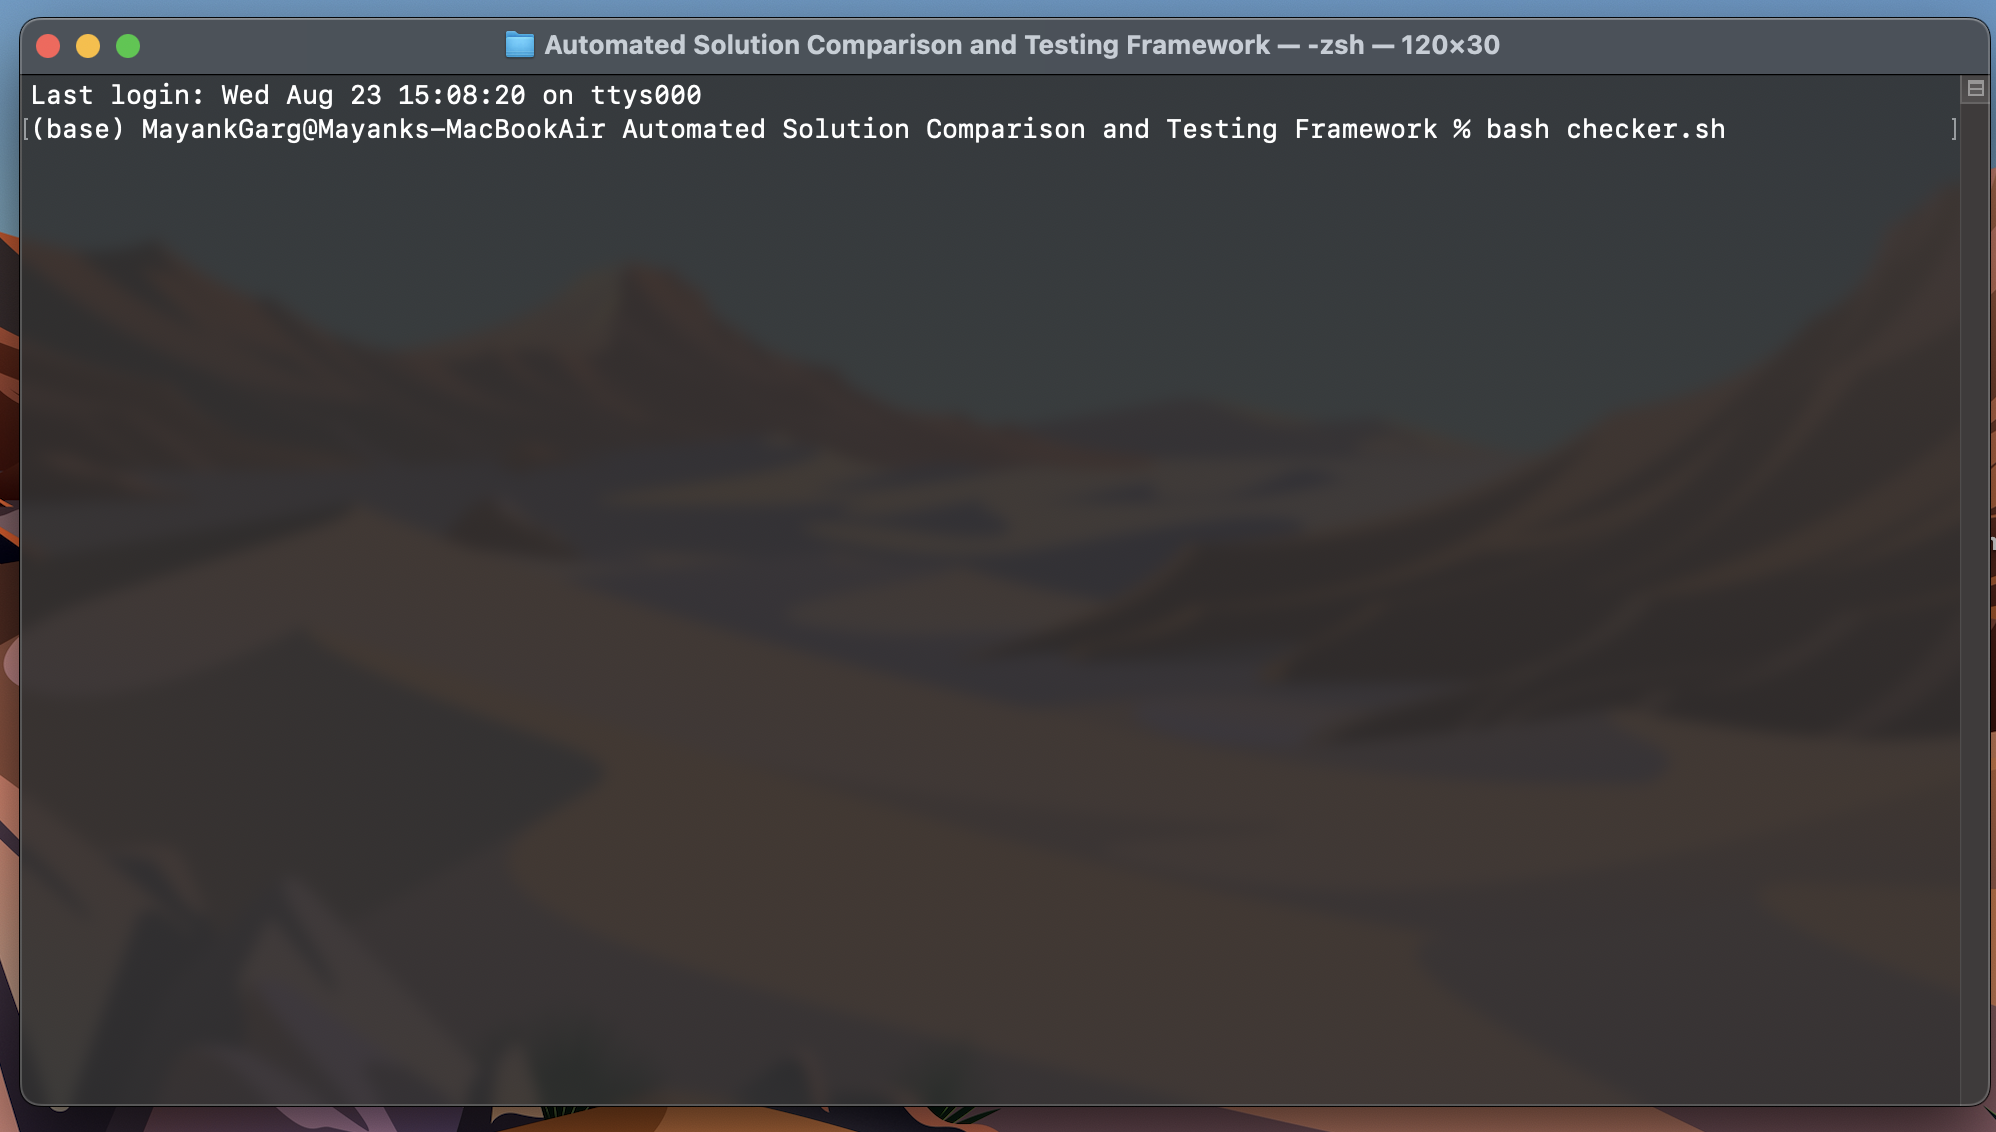 Automated Solution Comparison and Testing Framework — -zsh — 120×30
Last login: Wed Aug 23 15:08:20 on ttys000
[(base) MayankGarg@Mayanks-MacBookAir Automated Solution Comparison and Testing Framework % bash checker.sh ]